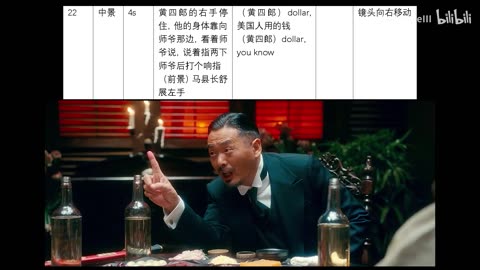 eIII bilibili
22
中景
4s
黄四郎的右手停
住，他的身体靠向
师爷那边，看着师
爷说，说着指两下
师爷后打个响指
（前景）马县长舒
展左手
（黄四郎）dollar,
美国人用的钱
（黄四郎）dollar,
you know
镜头向右移动